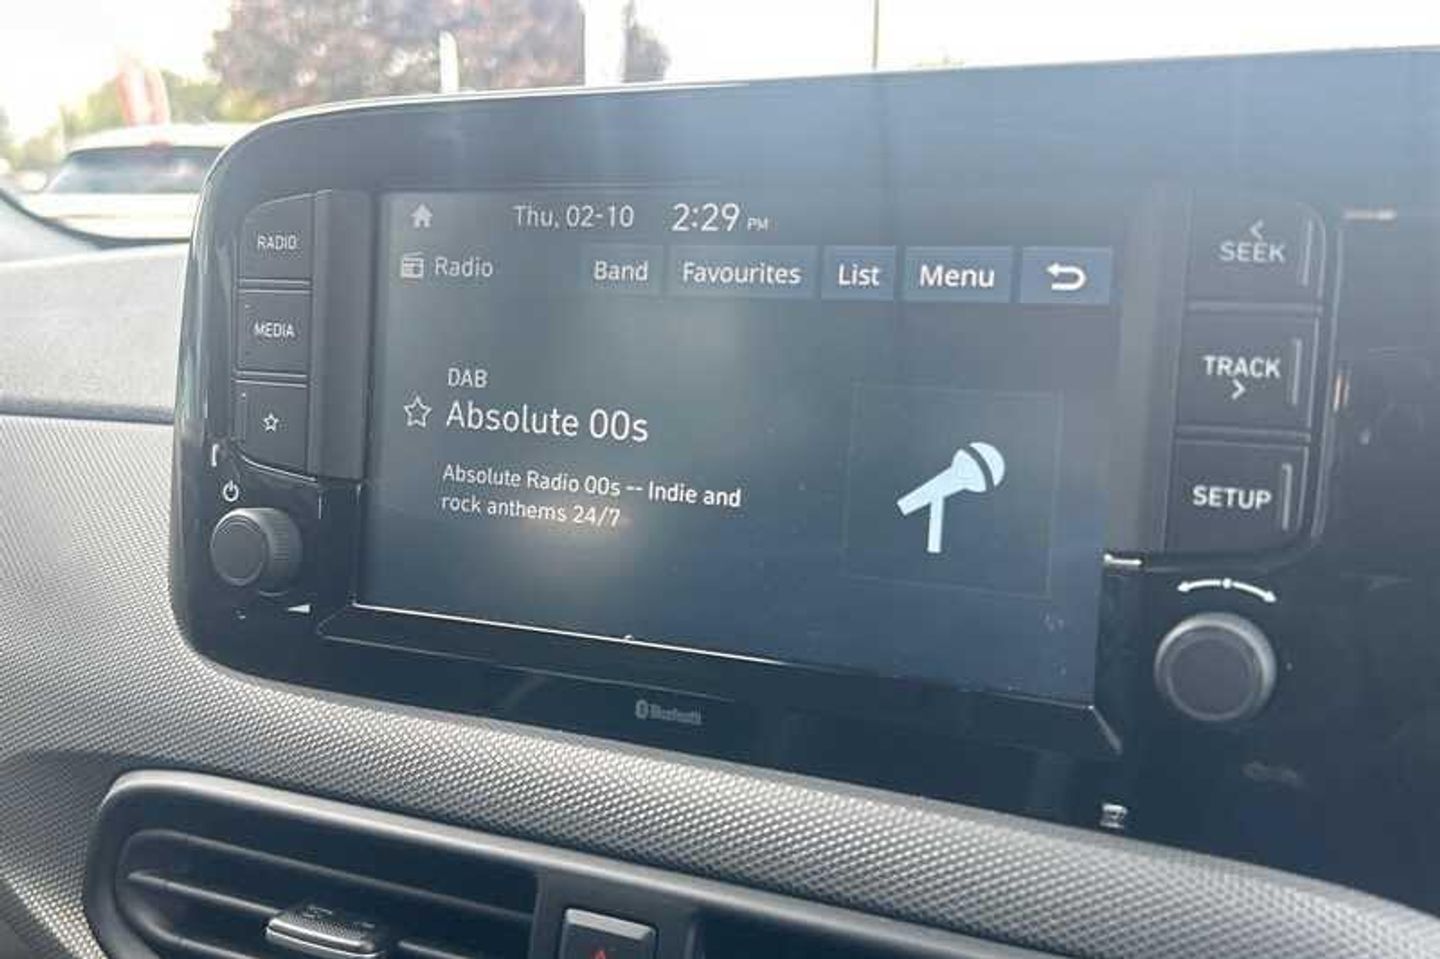 RADIO
MEDIA
Thu, 02-10 2:29 PM
Radio
Band Favourites List Menu
DAB
Absolute 00s
Absolute Radio 00s -- Indie and
rock anthems 24/7
SEEK
TRACK
SETUP
Bluetooth